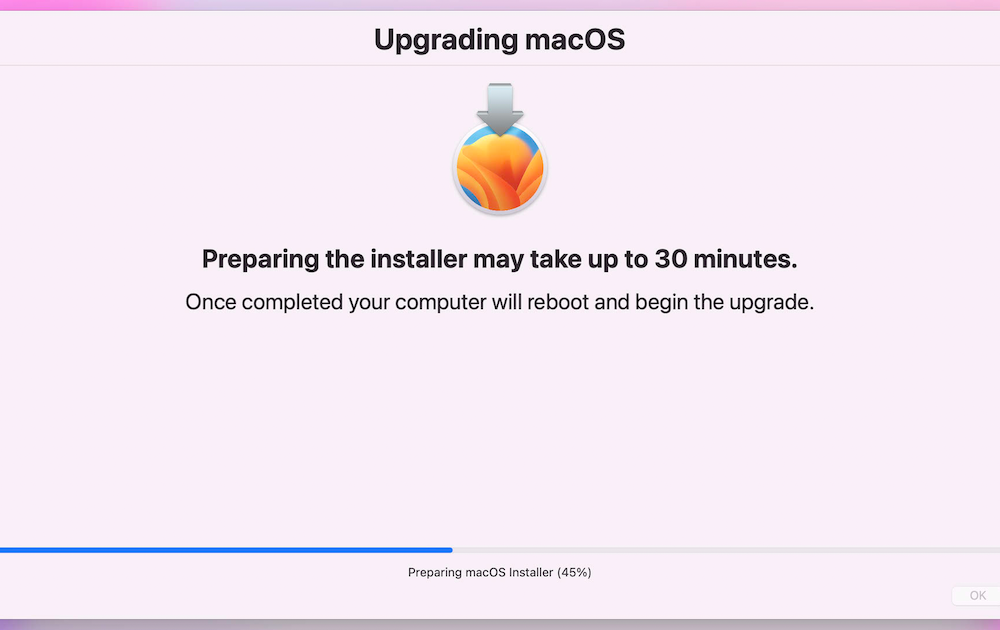 Upgrading macOS
Preparing the installer may take up to 30 minutes.
Once completed your computer will reboot and begin the upgrade.
Preparing macOS Installer (45%)
OK